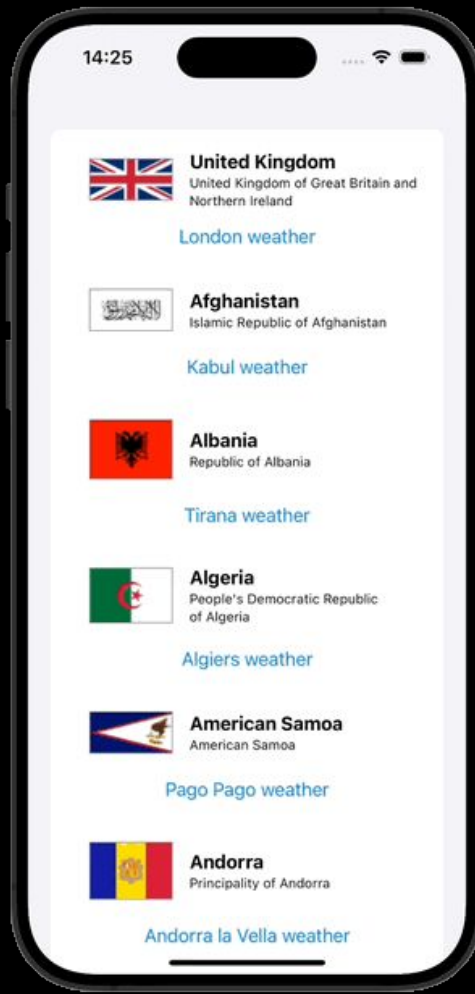 14:25
United Kingdom
United Kingdom of Great Britain and
Northern Ireland
London weather
Afghanistan
Islamic Republic of Afghanistan
Kabul weather
Albania
Republic of Albania
Tirana weather
Algeria
People's Democratic Republic
of Algeria
Algiers weather
American Samoa
American Samoa
Pago Pago weather
Andorra
Principality of Andorra
Andorra la Vella weather